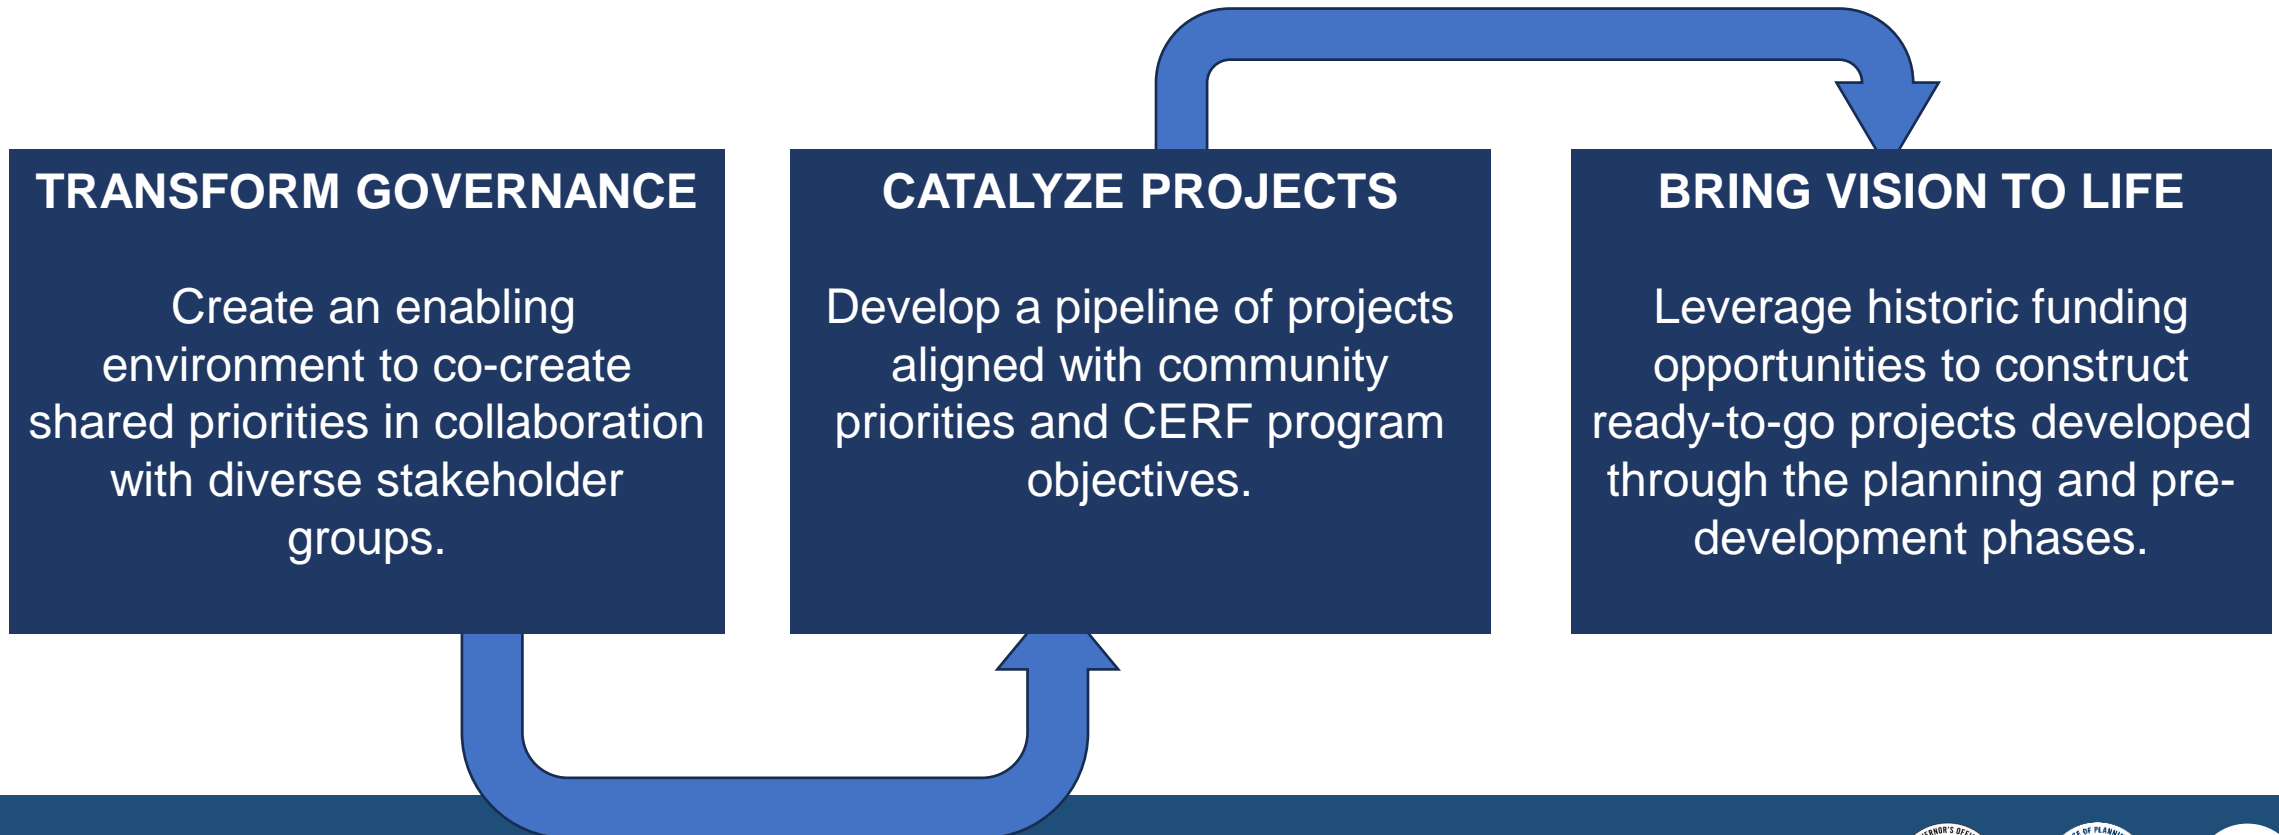 TRANSFORM GOVERNANCE
Create an enabling
environment to co-create
shared priorities in collaboration
with diverse stakeholder
groups.
CATALYZE PROJECTS
Develop a pipeline of projects
aligned with community
priorities and CERF program
objectives.
BRING VISION TO LIFE
Leverage historic funding
opportunities to construct
ready-to-go projects developed
through the planning and pre-
development phases.